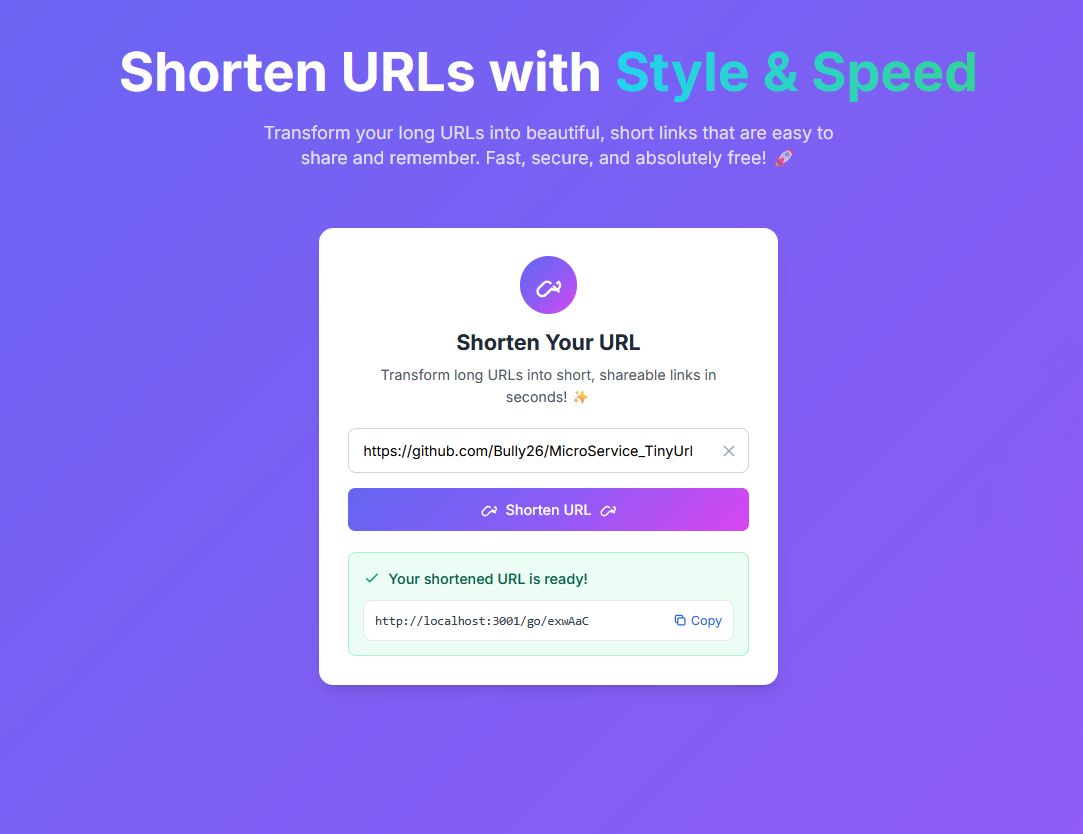 Shorten URLs with Style & Speed
Transform your long URLs into beautiful, short links that are easy to
share and remember. Fast, secure, and absolutely free! 🚀
Shorten Your URL
Transform long URLs into short, shareable links in
seconds! ✨
https://github.com/Bully26/MicroService_TinyUrl
Shorten URL
Your shortened URL is ready!
http://localhost:3001/go/exwAaC Copy